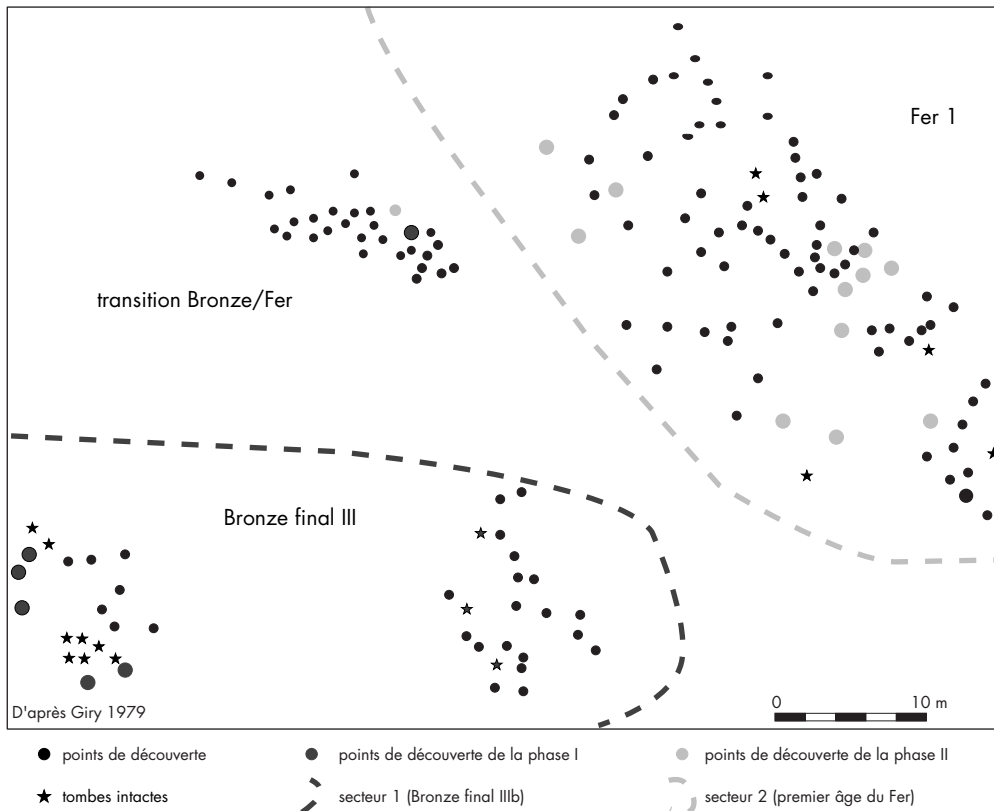 Fer 1
transition Bronze/Fer
Bronze final III
D'après Giry 1979
0 10 m
points de découverte
points de découverte de la phase I
points de découverte de la phase II
tombes intactes
secteur 1 (Bronze final IIIb)
secteur 2 (premier âge du Fer)